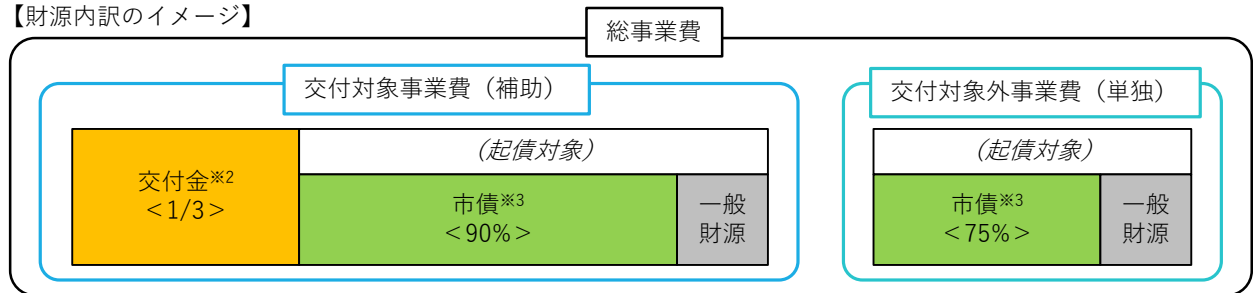 【財源内訳のイメージ】
総事業費
交付対象事業費（補助）
交付金※2
＜1/3＞
(起債対象)
市債※3
＜90%＞
一般
財源
交付対象外事業費（単独）
(起債対象)
市債※3
＜75%＞
一般
財源